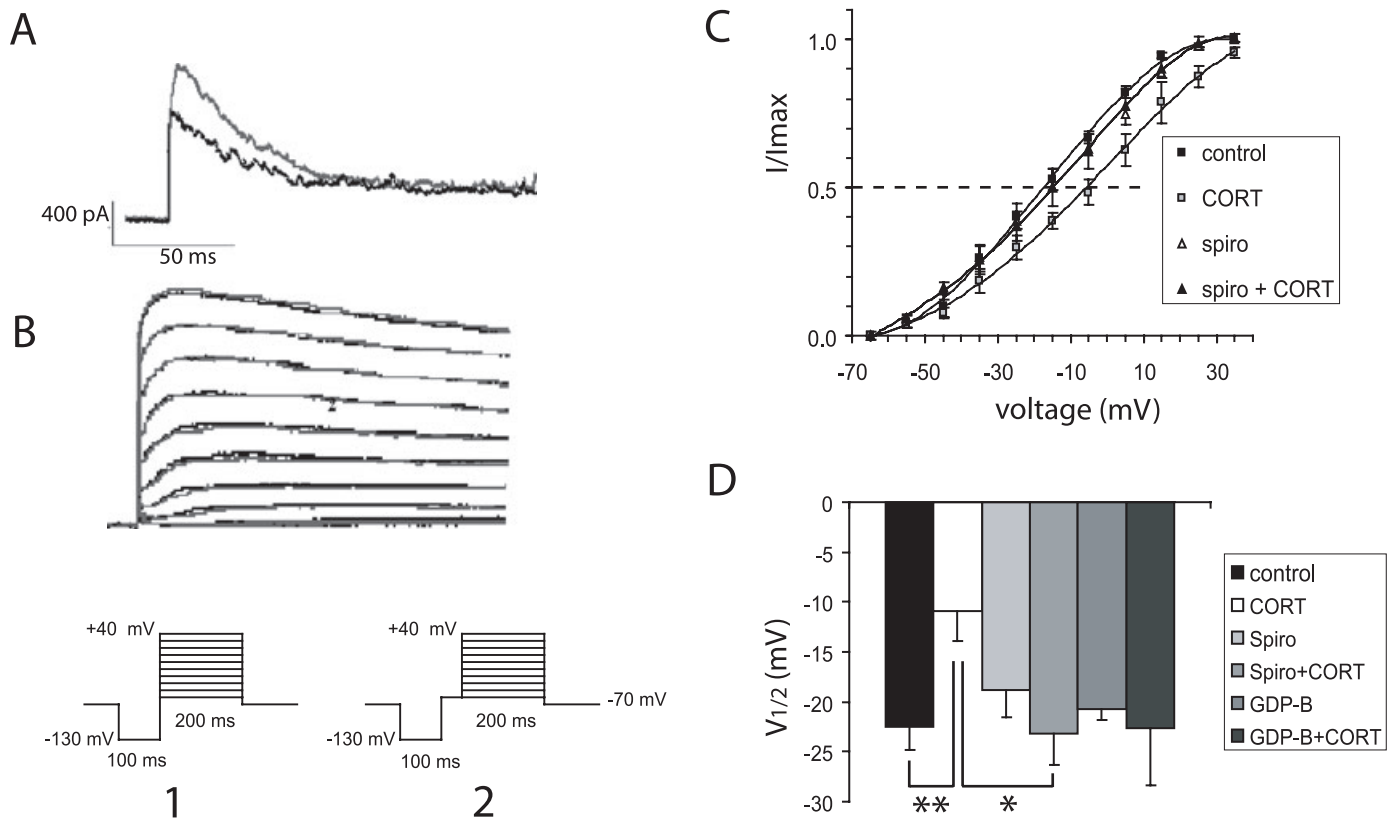 A
400 pA
50 ms
B
+40 mV
-130 mV
100 ms
200 ms
1
+40 mV
-70 mV
-130 mV
100 ms
200 ms
2
C
I/Imax
1.0
0.5
0.0
-70 -50 -30 -10 10 30
voltage (mV)
control
CORT
spiro
spiro + CORT
D
V1/2 (mV)
0
-5
-10
-15
-20
-25
-30
**
*
control
CORT
Spiro
Spiro+CORT
GDP-B
GDP-B+CORT